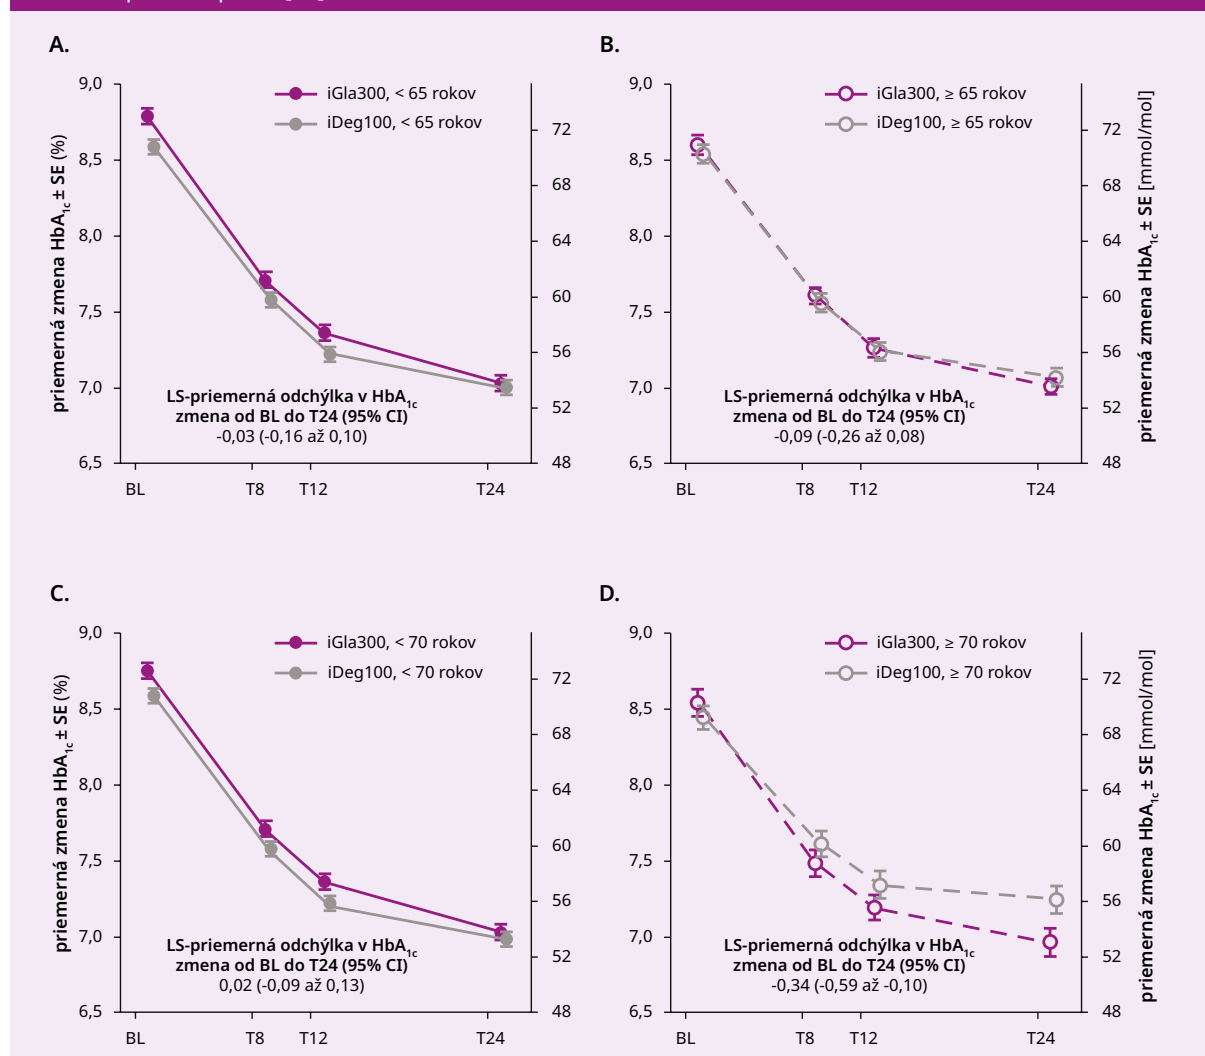 A.
9,0
8,5
8,0
7,5
7,0
6,5
priemerná zmena HbA1c ± SE (%)
iGla300, < 65 rokov
iDeg100, < 65 rokov
72
68
64
60
56
52
48
LS-priemerná odchýlka v HbA1c
zmena od BL do T24 (95% CI)
-0,03 (-0,16 až 0,10)
BL T8 T12 T24
B.
9,0
8,5
8,0
7,5
7,0
6,5
iGla300, ≥ 65 rokov
iDeg100, ≥ 65 rokov
72
68
64
60
56
52
48
priemerná zmena HbA1c ± SE [mmol/mol]
LS-priemerná odchýlka v HbA1c
zmena od BL do T24 (95% CI)
-0,09 (-0,26 až 0,08)
BL T8 T12 T24
C.
9,0
8,5
8,0
7,5
7,0
6,5
priemerná zmena HbA1c ± SE (%)
iGla300, < 70 rokov
iDeg100, < 70 rokov
72
68
64
60
56
52
48
LS-priemerná odchýlka v HbA1c
zmena od BL do T24 (95% CI)
0,02 (-0,09 až 0,13)
BL T8 T12 T24
D.
9,0
8,5
8,0
7,5
7,0
6,5
iGla300, ≥ 70 rokov
iDeg100, ≥ 70 rokov
72
68
64
60
56
52
48
priemerná zmena HbA1c ± SE [mmol/mol]
LS-priemerná odchýlka v HbA1c
zmena od BL do T24 (95% CI)
-0,34 (-0,59 až -0,10)
BL T8 T12 T24